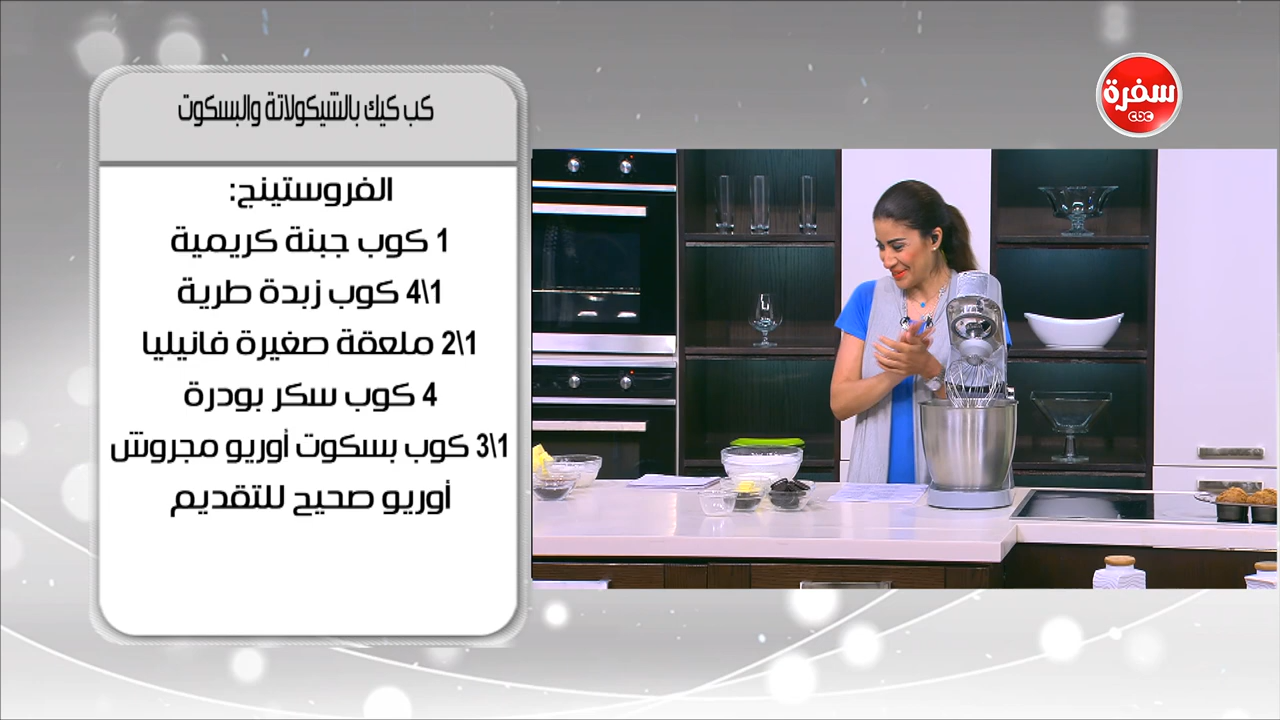 كب كيك بالشيكولاتة والبسكوت
الفروستينج:
1 كوب جبنة كريمية
1\4 كوب زبدة طرية
1\2 ملعقة صغيرة فانيليا
4 كوب سكر بودرة
1\3 كوب بسكوت أوريو مجروش
أوريو صحيح للتقديم
سفرة
cbc